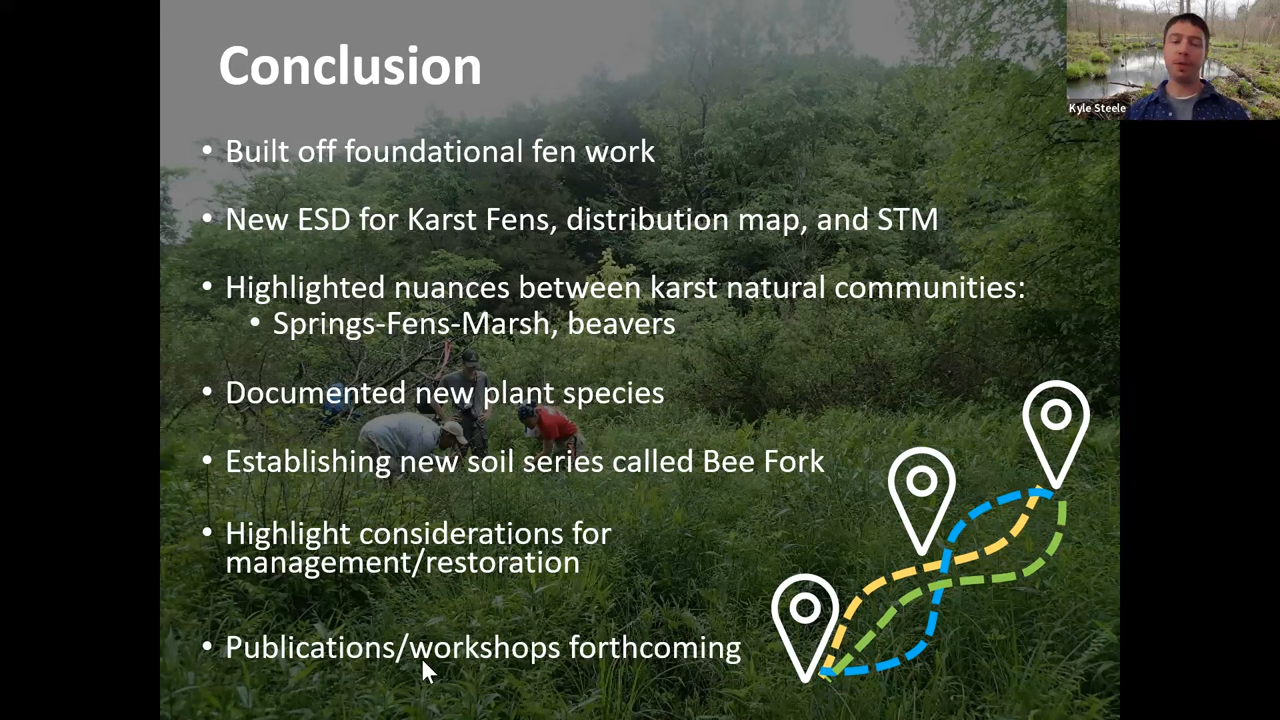 Conclusion
Kyle Steele
• Built off foundational fen work
• New ESD for Karst Fens, distribution map, and STM
• Highlighted nuances between karst natural communities:
• Springs-Fens-Marsh, beavers
• Documented new plant species
• Establishing new soil series called Bee Fork
• Highlight considerations for
management/restoration
• Publications/workshops forthcoming